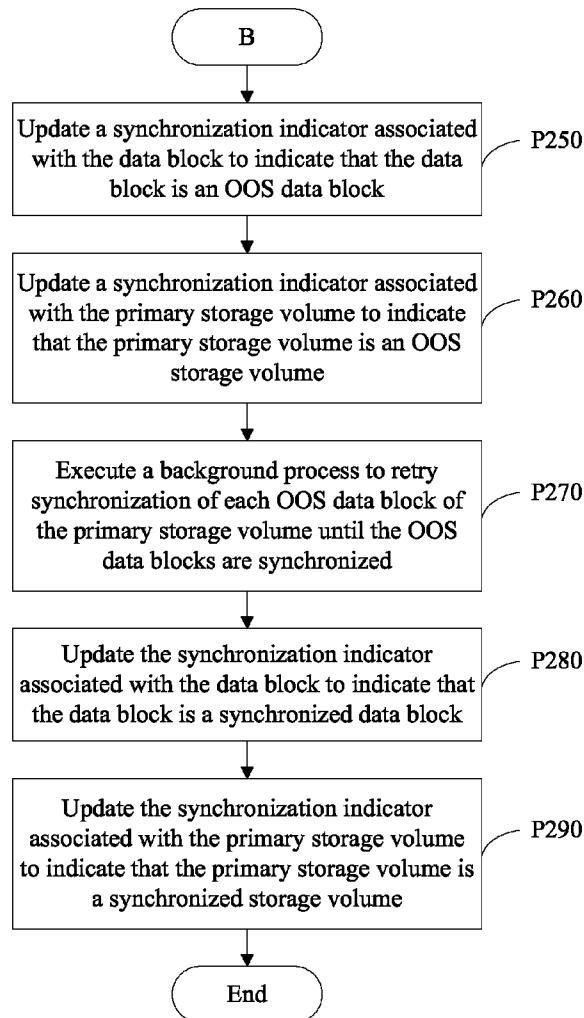 B
Update a synchronization indicator associated
with the data block to indicate that the data
block is an OOS data block
P250
Update a synchronization indicator associated
with the primary storage volume to indicate
that the primary storage volume is an OOS
storage volume
P260
Execute a background process to retry
synchronization of each OOS data block of
the primary storage volume until the OOS
data blocks are synchronized
P270
Update the synchronization indicator
associated with the data block to indicate that
the data block is a synchronized data block
P280
Update the synchronization indicator
associated with the primary storage volume
to indicate that the primary storage volume is
a synchronized storage volume
P290
End